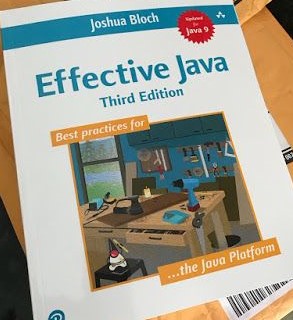 Joshua Bloch
Updated
for
Java 9
Effective Java
Third Edition
Best practices for
...the Java Platform